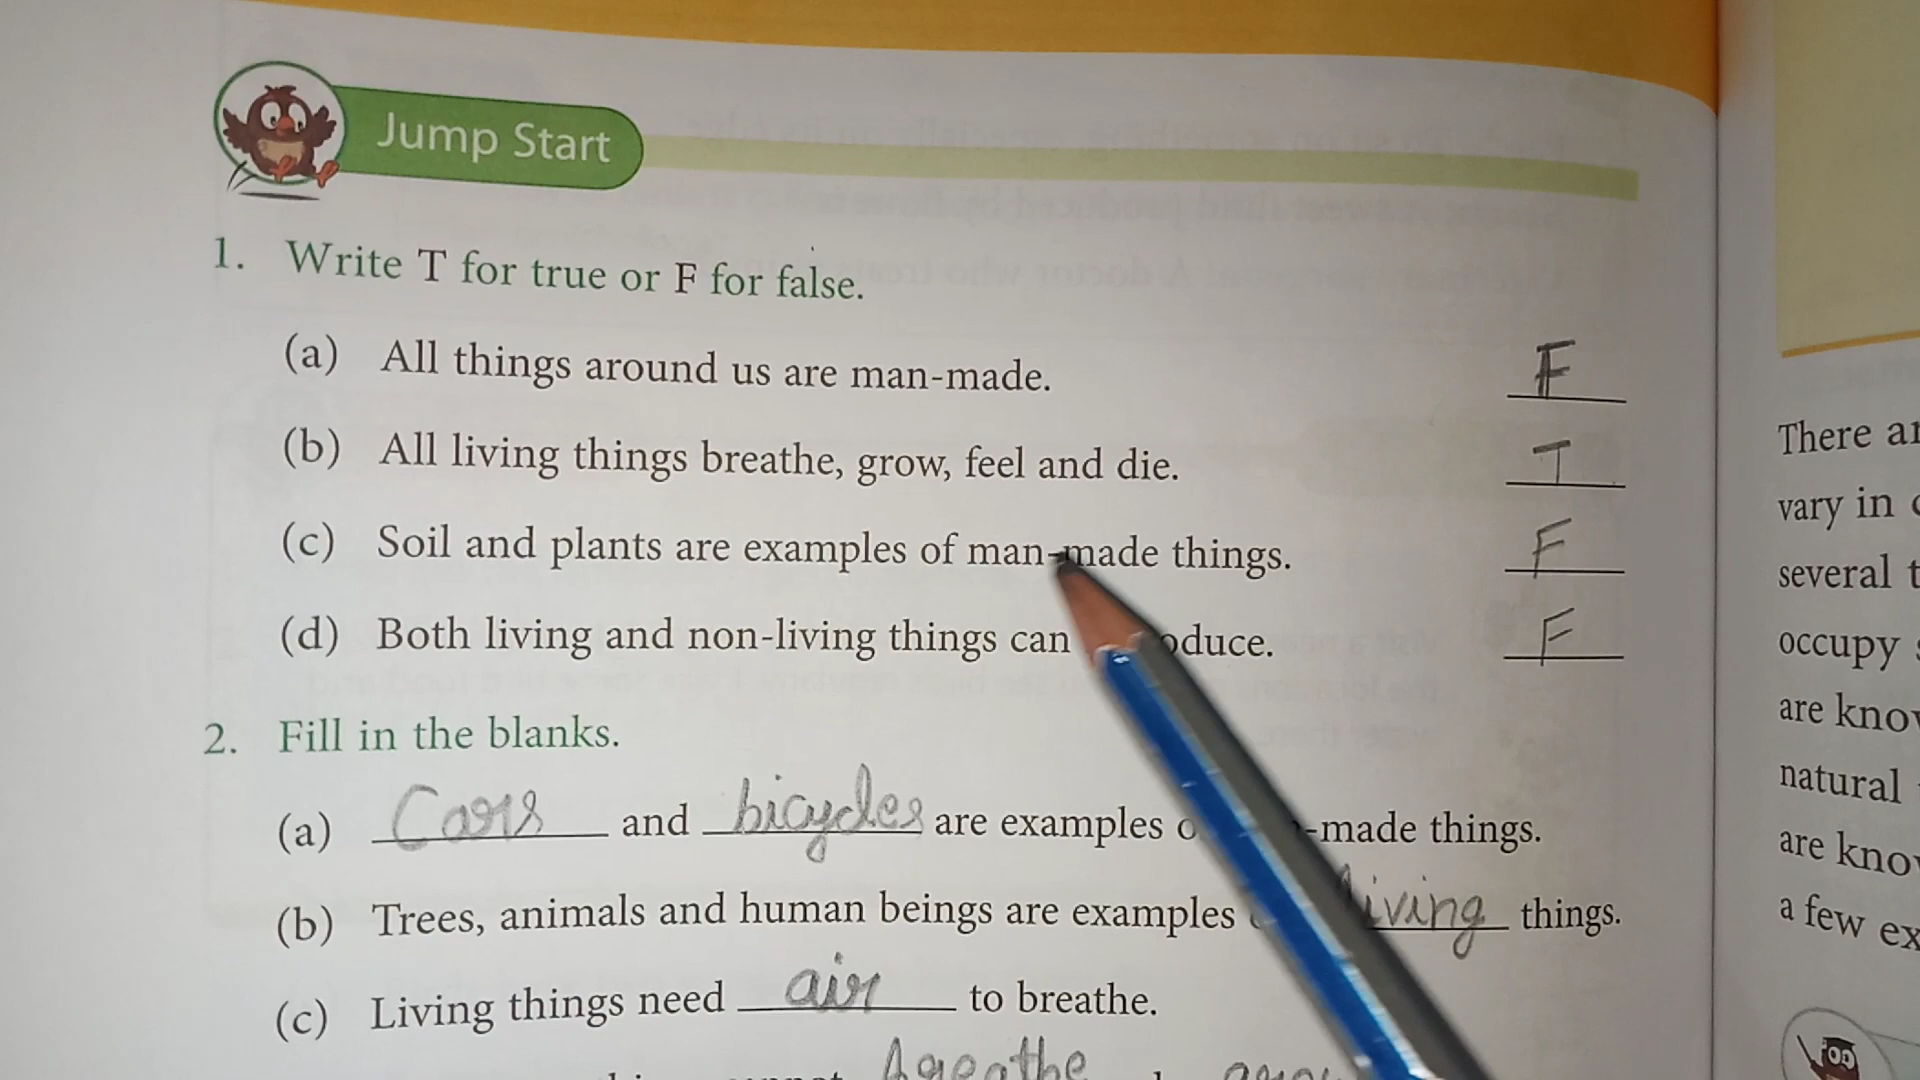 Jump Start
1. Write T for true or F for false.
(a) All things around us are man-made. F
(b) All living things breathe, grow, feel and die. T
(c) Soil and plants are examples of man-made things. F
(d) Both living and non-living things can F
2. Fill in the blanks.
(a) Cars and bicycles are examples -made things.
(b) Trees, animals and human beings are examples living things.
(c) Living things need air to breathe.
There
vary in
several
occupy
are
natural
are
a few